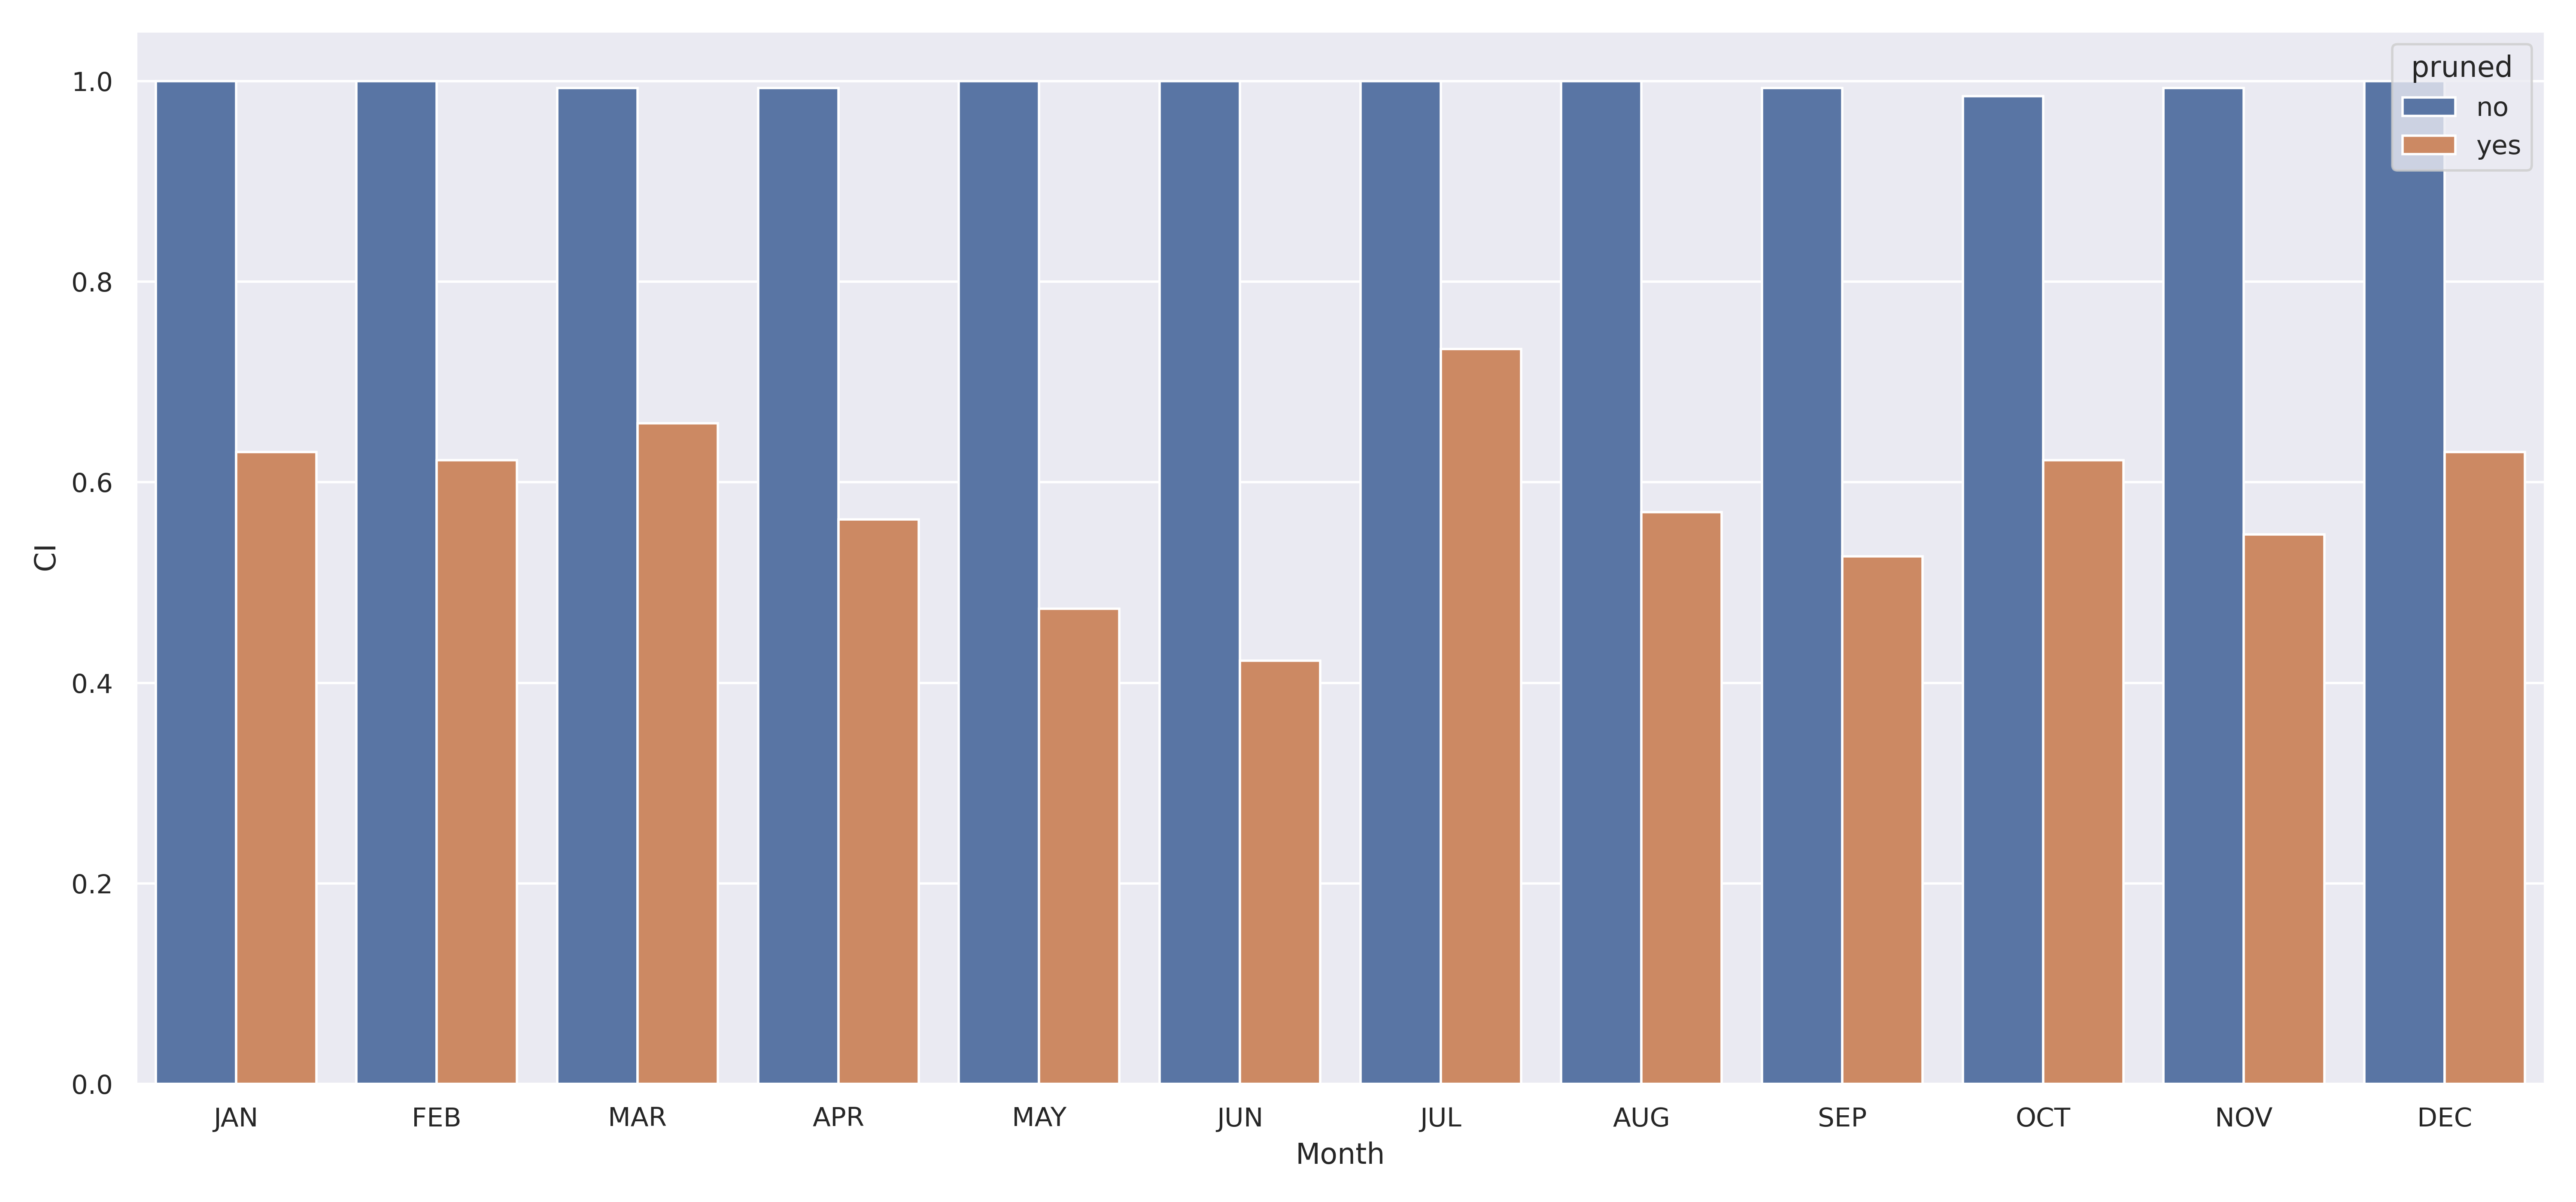 pruned
no
yes
1.0
0.8
0.6
0.4
0.2
0.0
CI
JAN FEB MAR APR MAY JUN JUL AUG SEP OCT NOV DEC
Month